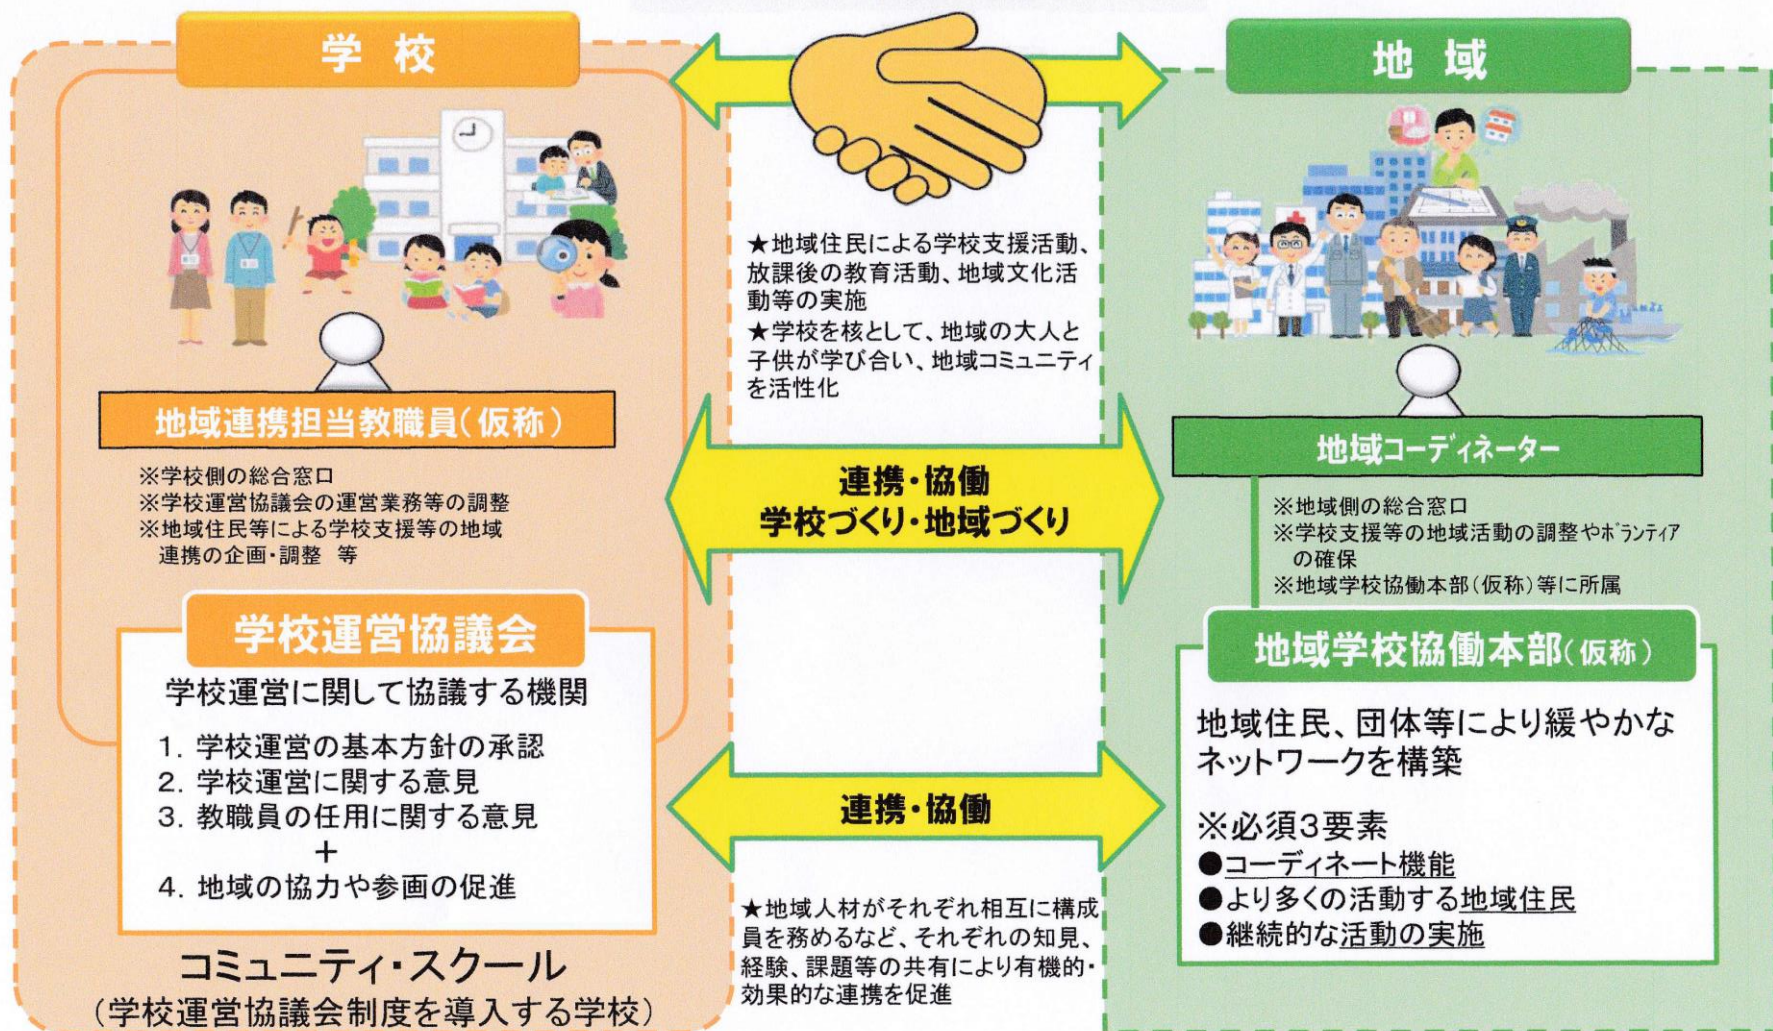 学 校
地域連携担当教職員(仮称)
※学校側の総合窓口
※学校運営協議会の運営業務等の調整
※地域住民等による学校支援等の地域
連携の企画・調整 等
学校運営協議会
学校運営に関して協議する機関
1. 学校運営の基本方針の承認
2. 学校運営に関する意見
3. 教職員の任用に関する意見
+
4. 地域の協力や参画の促進
コミュニティ・スクール
(学校運営協議会制度を導入する学校)
★地域住民による学校支援活動、
放課後の教育活動、地域文化活
動等の実施
★学校を核として、地域の大人と
子供が学び合い、地域コミュニティ
を活性化
連携・協働
学校づくり・地域づくり
連携・協働
★地域人材がそれぞれ相互に構成
員を務めるなど、それぞれの知見、
経験、課題等の共有により有機的・
効果的な連携を促進
地 域
地域コーディネーター
※地域側の総合窓口
※学校支援等の地域活動の調整やボランティア
の確保
※地域学校協働本部(仮称)等に所属
地域学校協働本部(仮称)
地域住民、団体等により緩やかな
ネットワークを構築
※必須3要素
●コーディネート機能
●より多くの活動する地域住民
●継続的な活動の実施